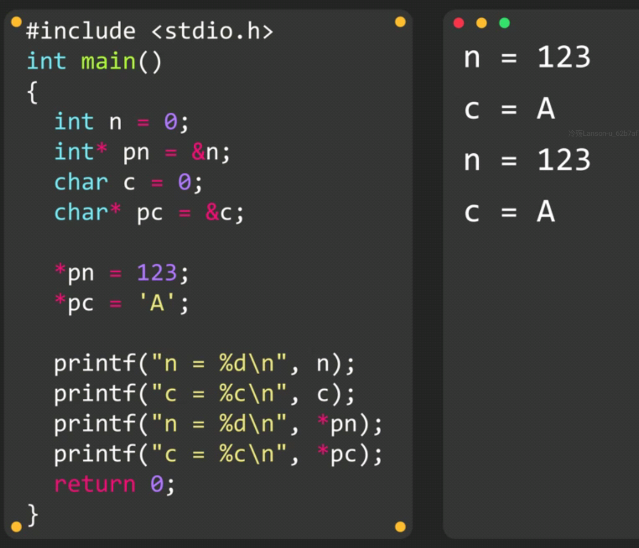 #include <stdio.h>
int main()
{
  int n = 0;
  int* pn = &n;
  char c = 0;
  char* pc = &c;

  *pn = 123;
  *pc = 'A';

  printf("n = %d\n", n);
  printf("c = %c\n", c);
  printf("n = %d\n", *pn);
  printf("c = %c\n", *pc);
  return 0;
}
n = 123
c = A
n = 123
c = A